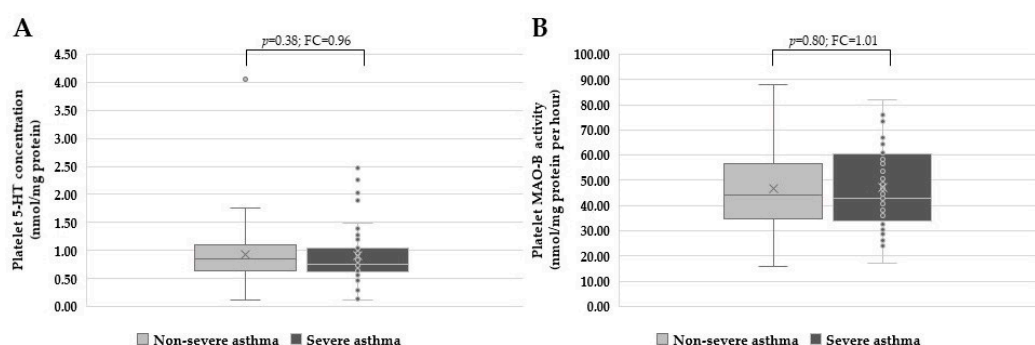 A
p=0.38; FC=0.96
Platelet 5-HT concentration
(nmol/mg protein)
4.50
4.00
3.50
3.00
2.50
2.00
1.50
1.00
0.50
0.00
Non-severe asthma
Severe asthma
B
p=0.80; FC=1.01
Platelet MAO-B activity
(nmol/mg protein per hour)
100.00
90.00
80.00
70.00
60.00
50.00
40.00
30.00
20.00
10.00
0.00
Non-severe asthma
Severe asthma